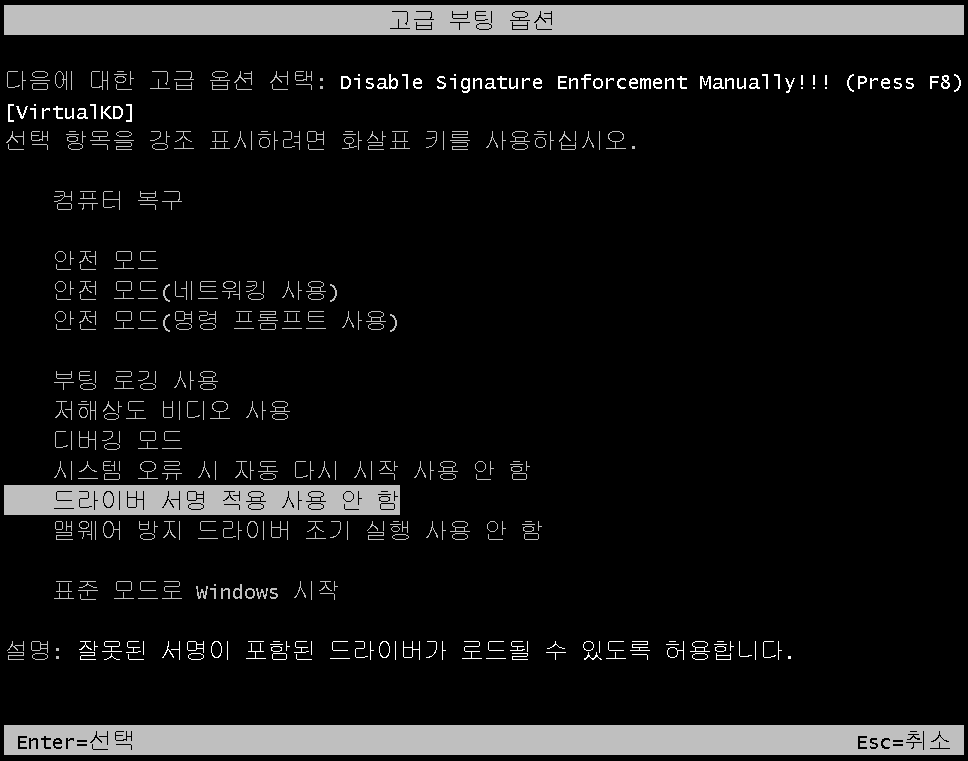 고급 부팅 옵션
다음에 대한 고급 옵션 선택: Disable Signature Enforcement Manually!!! (Press F8)
[VirtualKD]
선택 항목을 강조 표시하려면 화살표 키를 사용하십시오.
컴퓨터 복구
안전 모드
안전 모드(네트워킹 사용)
안전 모드(명령 프롬프트 사용)
부팅 로깅 사용
저해상도 비디오 사용
디버깅 모드
시스템 오류 시 자동 다시 시작 사용 안 함
드라이버 서명 적용 사용 안 함
맬웨어 방지 드라이버 조기 실행 사용 안 함
표준 모드로 Windows 시작
설명: 잘못된 서명이 포함된 드라이버가 로드될 수 있도록 허용합니다.
Enter=선택 Esc=취소